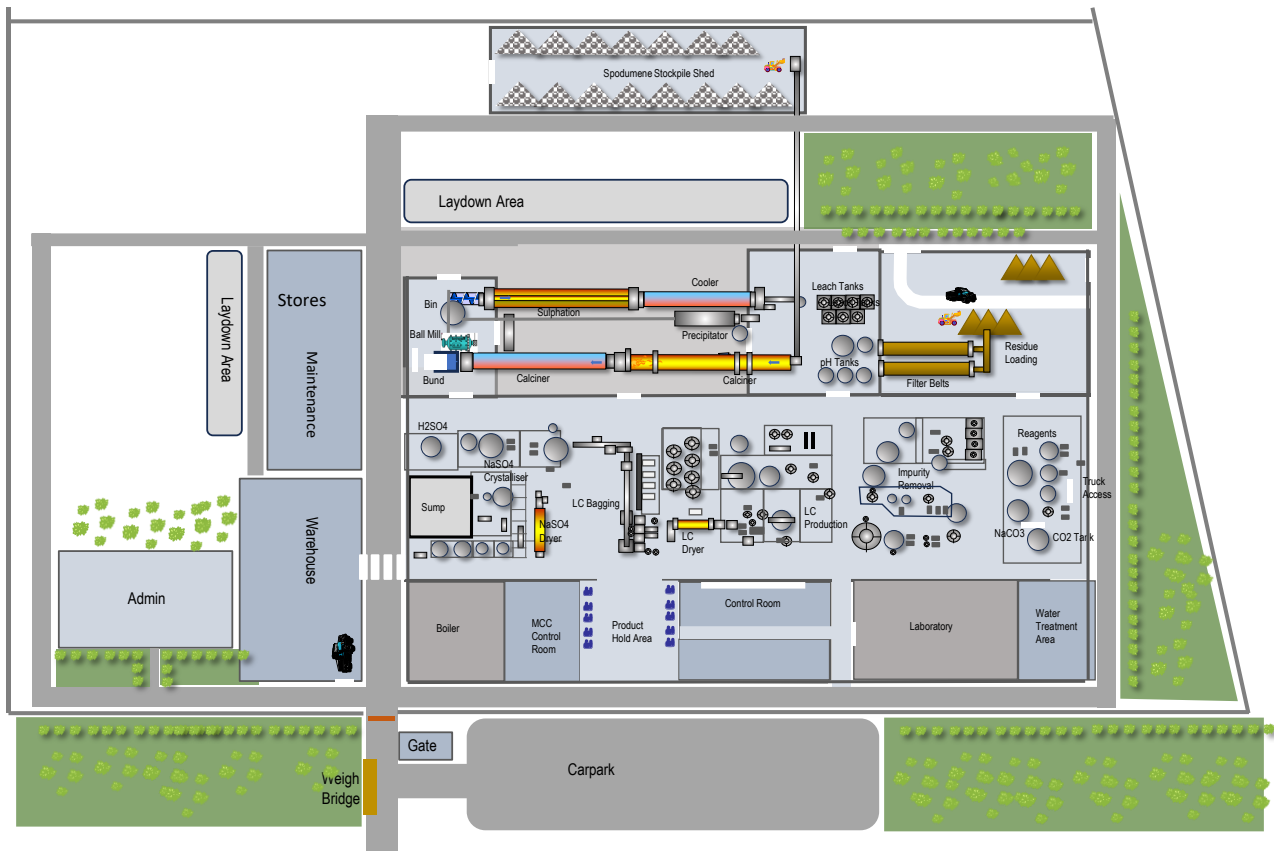 Spodumene Stockpile Shed
Laydown Area
Laydown Area
Stores
Maintenance
Warehouse
Admin
Bin
Sulphation
Cooler
Precipitator
Ball Mill
Bund
Calciner
Calciner
Leach Tanks
pH Tanks
Filter Belts
Residue
Loading
H2SO4
NaSO4
Crystaliser
Sump
NaSO4
Dryer
LC Bagging
LC
Dryer
LC
Production
Impurity
Removal
Reagents
Truck
Access
NaCO3
CO2 Tank
Boiler
MCC
Control
Room
Product
Hold Area
Control Room
Laboratory
Water
Treatment
Area
Gate
Carpark
Weigh
Bridge